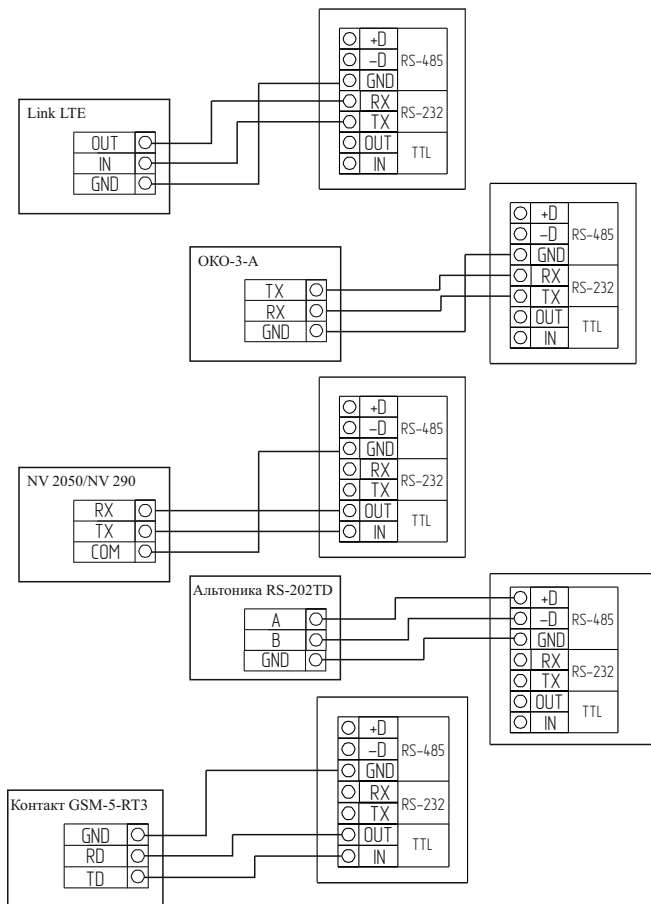 +D
-D
GND
RS-485
RX
TX
RS-232
OUT
IN
TTL
Link LTE
OUT
IN
GND
+D
-D
GND
RS-485
RX
TX
RS-232
OUT
IN
TTL
ОКО-3-А
TX
RX
GND
+D
-D
GND
RS-485
RX
TX
RS-232
OUT
IN
TTL
NV 2050/NV 290
RX
TX
COM
Альтоника RS-202TD
A
B
GND
+D
-D
GND
RS-485
RX
TX
RS-232
OUT
IN
TTL
+D
-D
GND
RS-485
RX
TX
RS-232
OUT
IN
TTL
Контакт GSM-5-RT3
GND
RD
TD